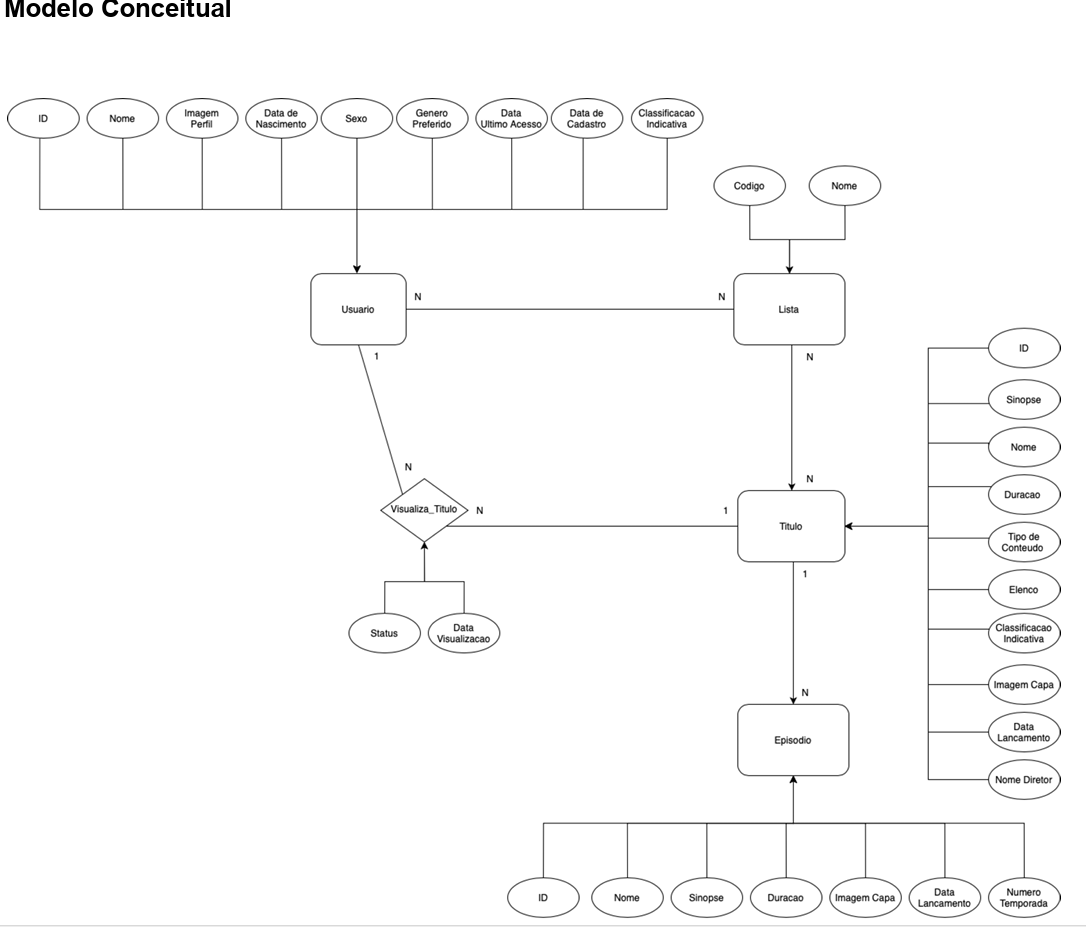 Modelo Conceitual
ID
Nome
Imagem
Perfil
Data de
Nascimento
Sexo
Genero
Preferido
Data
Ultimo Acesso
Data de
Cadastro
Classificacao
Indicativa
Codigo
Nome
Usuario
N
N
Lista
1
N
ID
Sinopse
Nome
Duracao
Tipo de
Conteudo
Elenco
Classificacao
Indicativa
Imagem Capa
Data
Lancamento
Nome Diretor
N
N
Visualiza_Titulo
N
1
Titulo
1
Status
Data
Visualizacao
N
Episodio
ID
Nome
Sinopse
Duracao
Imagem Capa
Data
Lancamento
Numero
Temporada